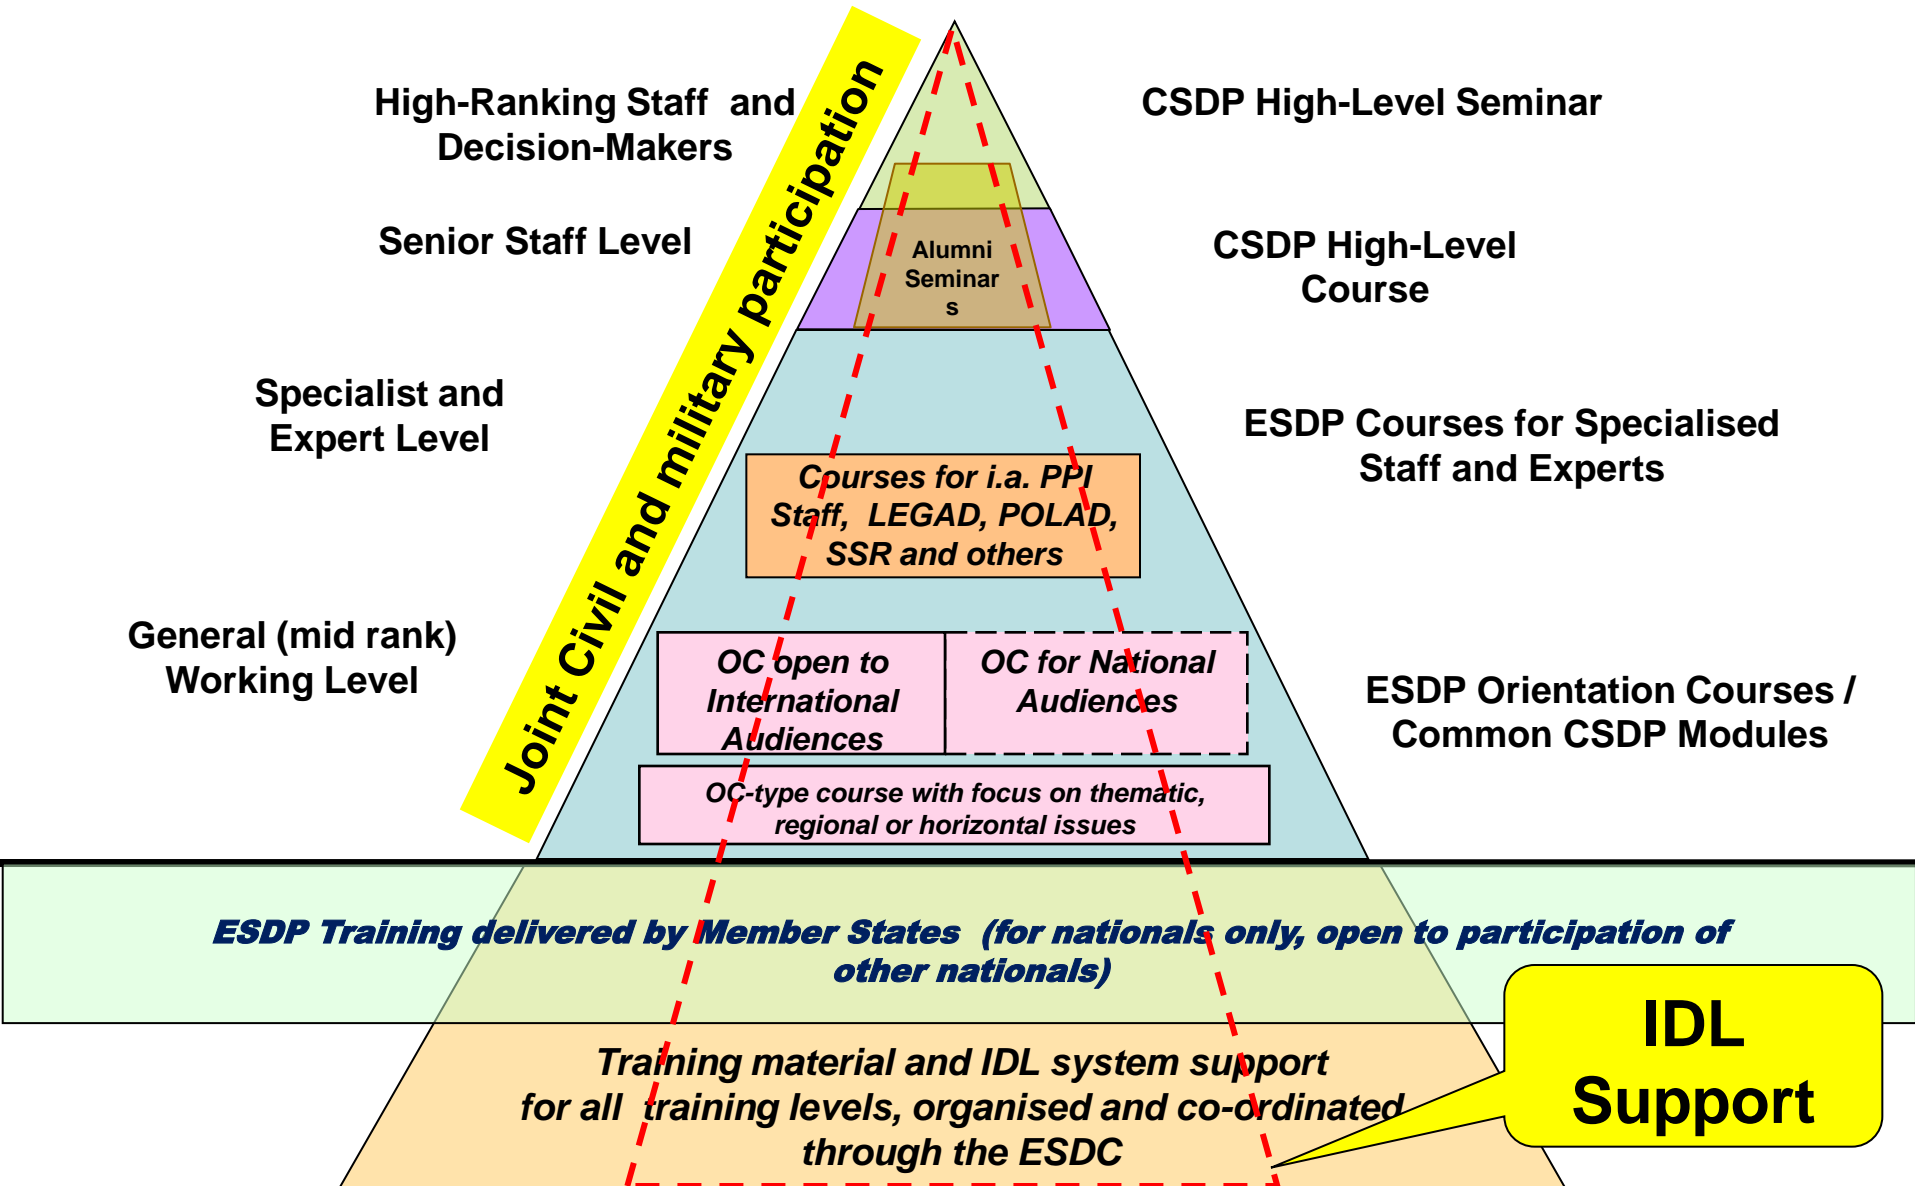 High-Ranking Staff and
Decision-Makers
CSDP High-Level Seminar
Joint Civil and military participation
Senior Staff Level
Alumni
Seminar
s
CSDP High-Level
Course
Specialist and
Expert Level
ESDP Courses for Specialised
Staff and Experts
Courses for i.a. PPI
Staff, LEGAD, POLAD,
SSR and others
General (mid rank)
Working Level
OC open to
International
Audiences
OC for National
Audiences
ESDP Orientation Courses /
Common CSDP Modules
OC-type course with focus on thematic,
regional or horizontal issues
ESDP Training delivered by Member States (for nationals only, open to participation of
other nationals)
Training material and IDL system support
for all training levels, organised and co-ordinated
through the ESDC
IDL
Support